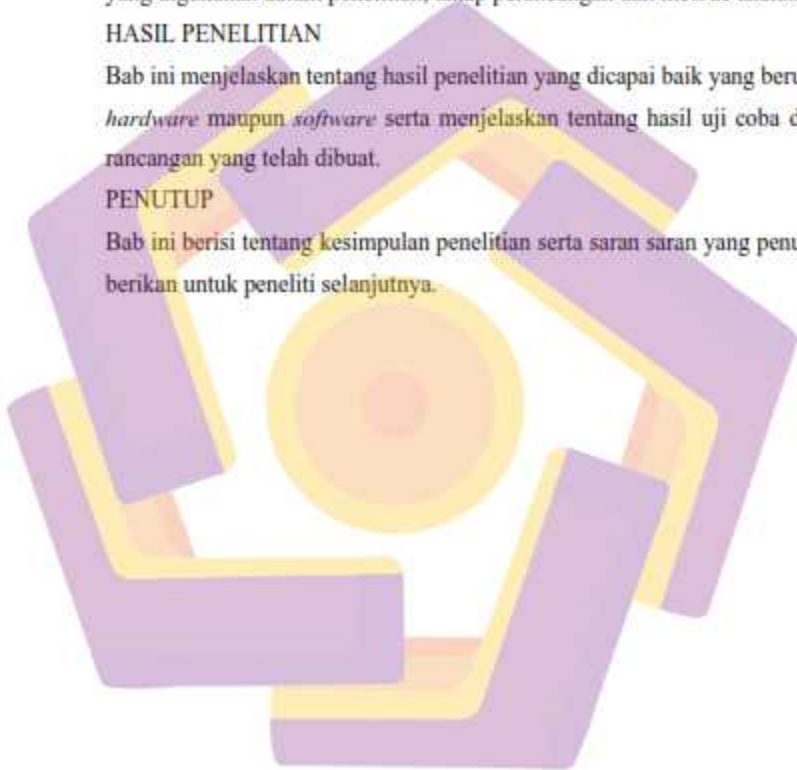 HASIL PENELITIAN
Bab ini menjelaskan tentang hasil penelitian yang dicapai baik yang
hardware maupun software serta menjelaskan tentang hasil uji coba
rancangan yang telah dibuat.
PENUTUP
Bab ini berisi tentang kesimpulan penelitian serta saran saran yang
berikan untuk peneliti selanjutnya.